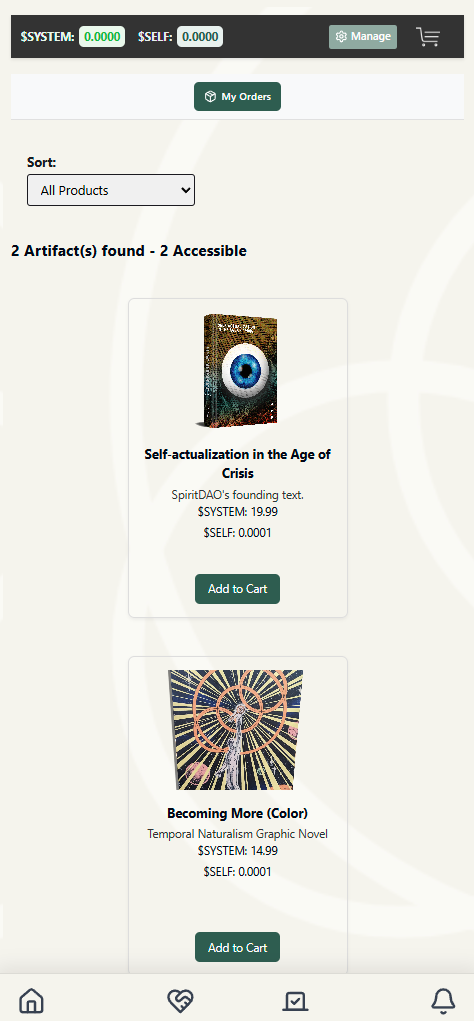 $SYSTEM: 0.0000 $SELF: 0.0000 Manage
My Orders
Sort:
All Products
2 Artifact(s) found - 2 Accessible
Self-actualization in the Age of
Crisis
SpiritDAO's founding text.
$SYSTEM: 19.99
$SELF: 0.0001
Add to Cart
Becoming More (Color)
Temporal Naturalism Graphic Novel
$SYSTEM: 14.99
$SELF: 0.0001
Add to Cart